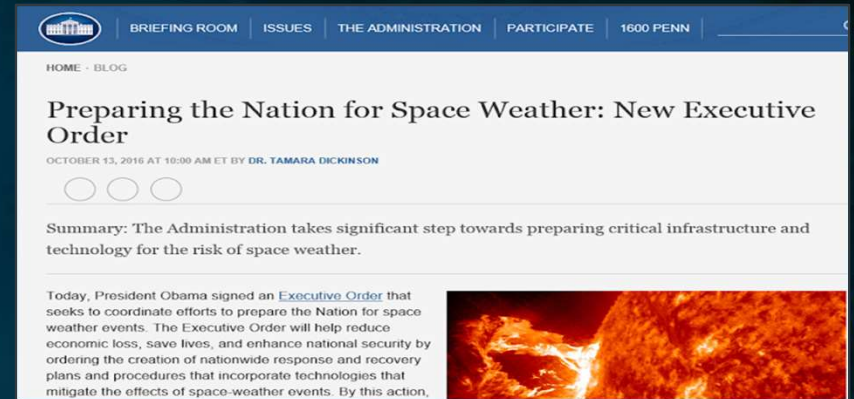 BRIEFING ROOM ISSUES THE ADMINISTRATION PARTICIPATE 1600 PENN
HOME · BLOG
Preparing the Nation for Space Weather: New Executive
Order
OCTOBER 13, 2016 AT 10:00 AM ET BY DR. TAMARA DICKINSON
Summary: The Administration takes significant step towards preparing critical infrastructure and
technology for the risk of space weather.
Today, President Obama signed an Executive Order that
seeks to coordinate efforts to prepare the Nation for space
weather events. The Executive Order will help reduce
economic loss, save lives, and enhance national security by
ordering the creation of nationwide response and recovery
plans and procedures that incorporate technologies that
mitigate the effects of space-weather events. By this action,